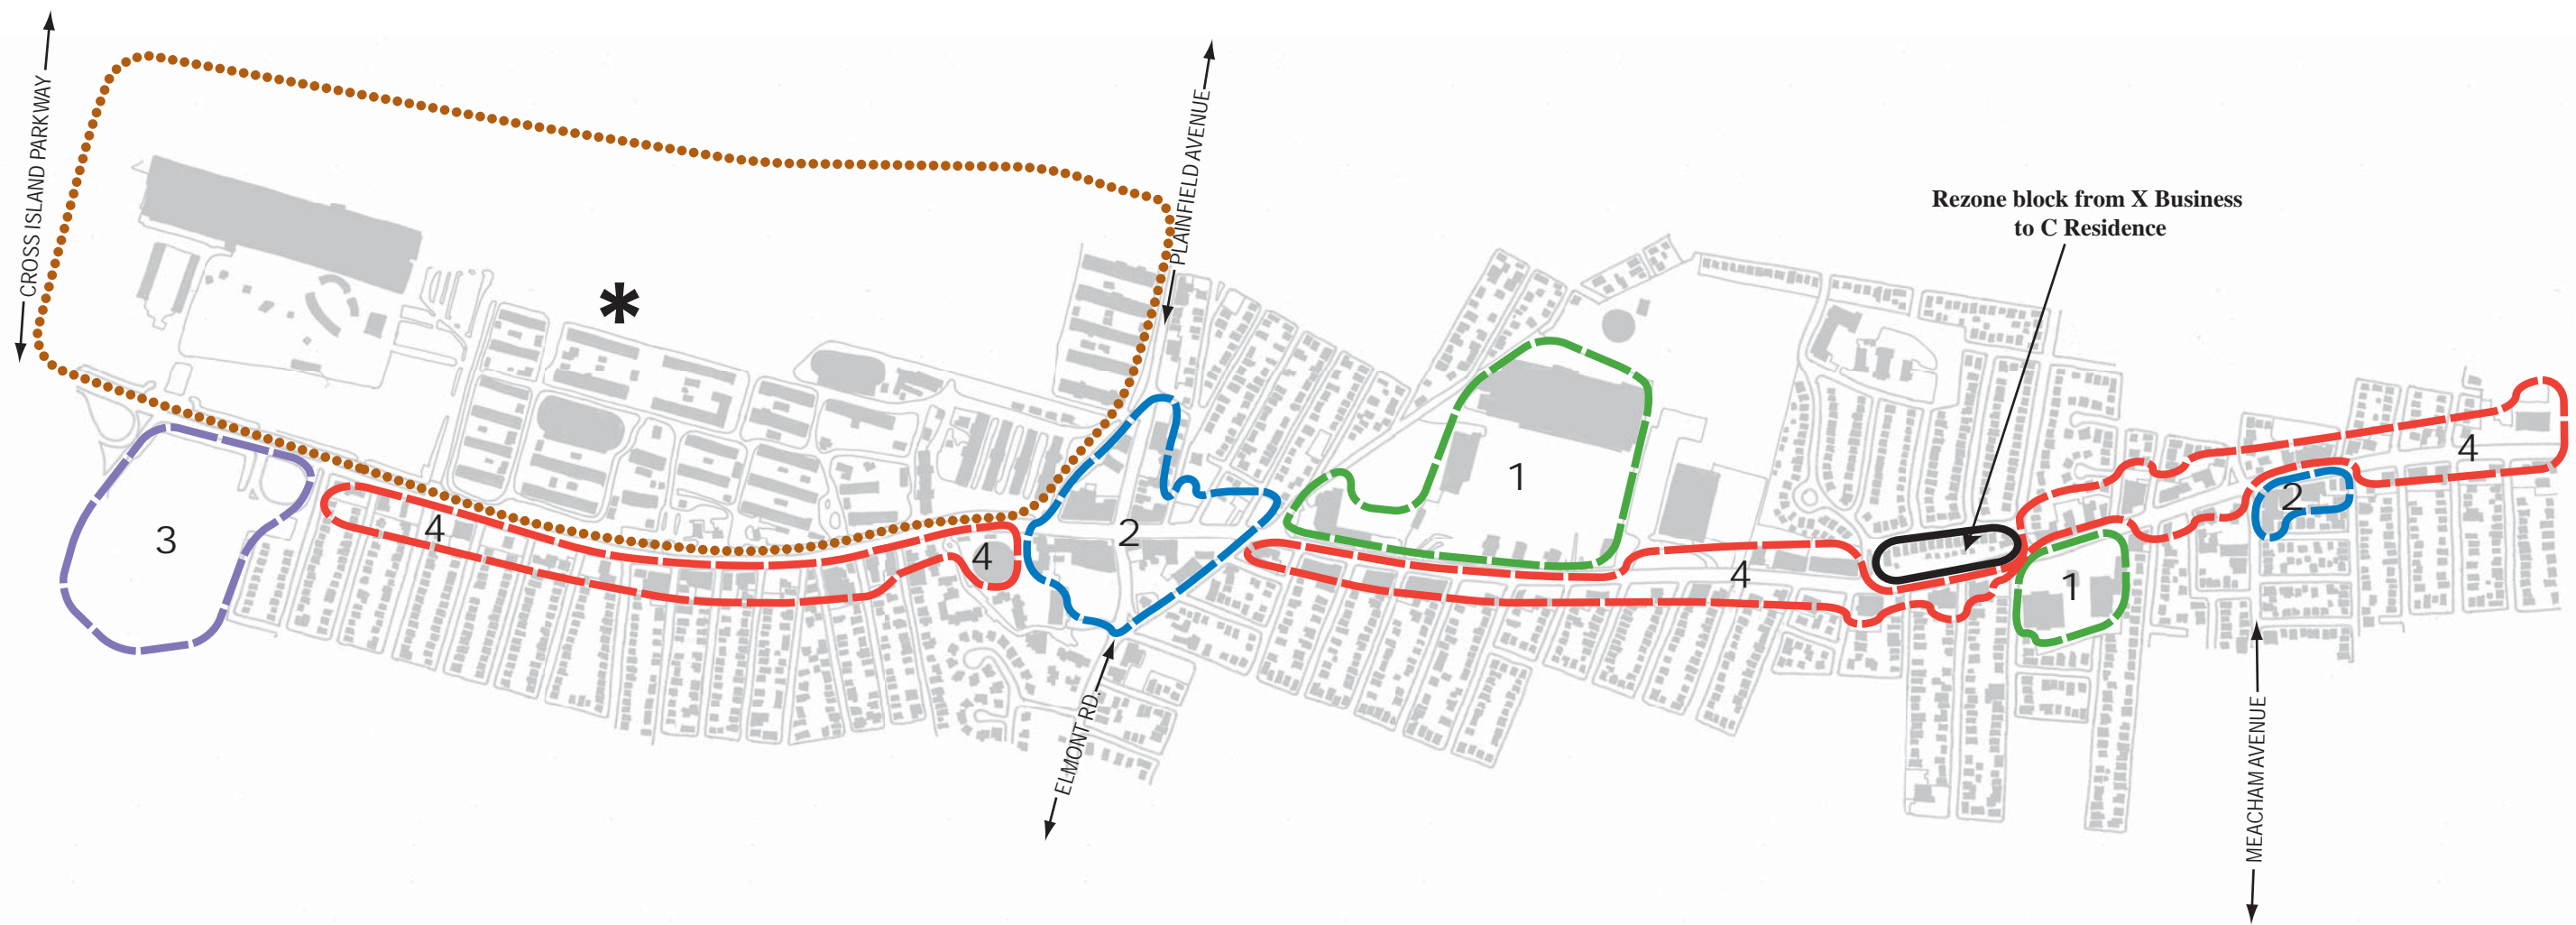 CROSS ISLAND PARKWAY
PLAINFIELD AVENUE
Rezone block from X Business
to C Residence
*
1
4
2
3
4
2
4
4
1
ELMONT RD.
MEACHAM AVENUE